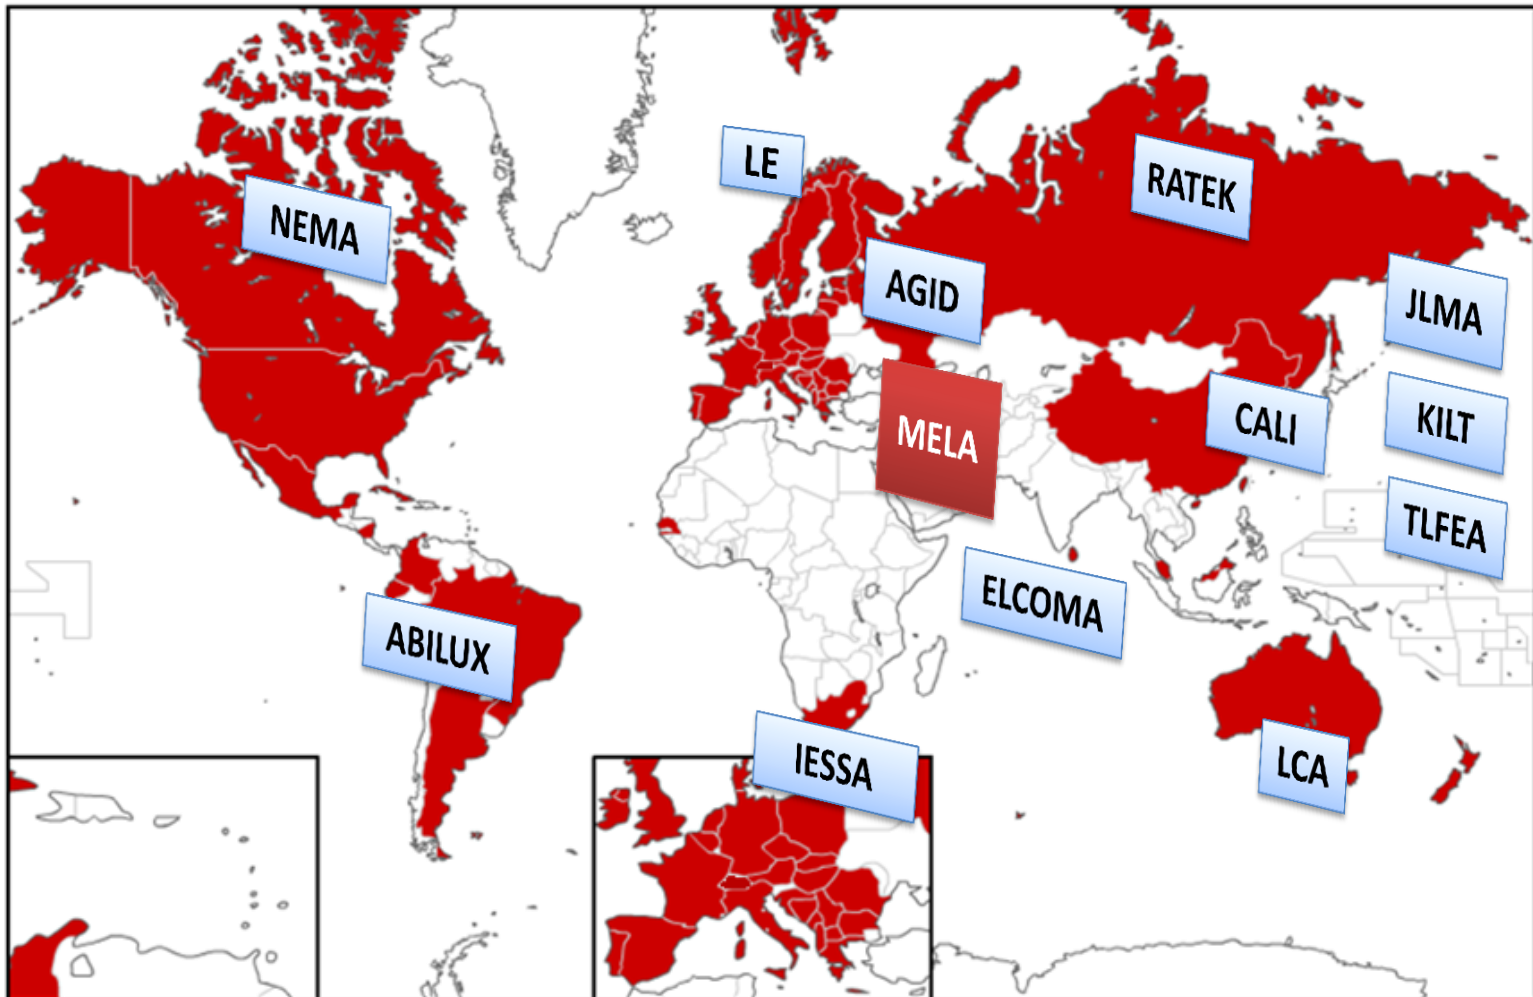 LE
RATEK
NEMA
AGID
JLMA
MELA
CALI
KILT
TLFEA
ELCOMA
ABILUX
IESSA
LCA